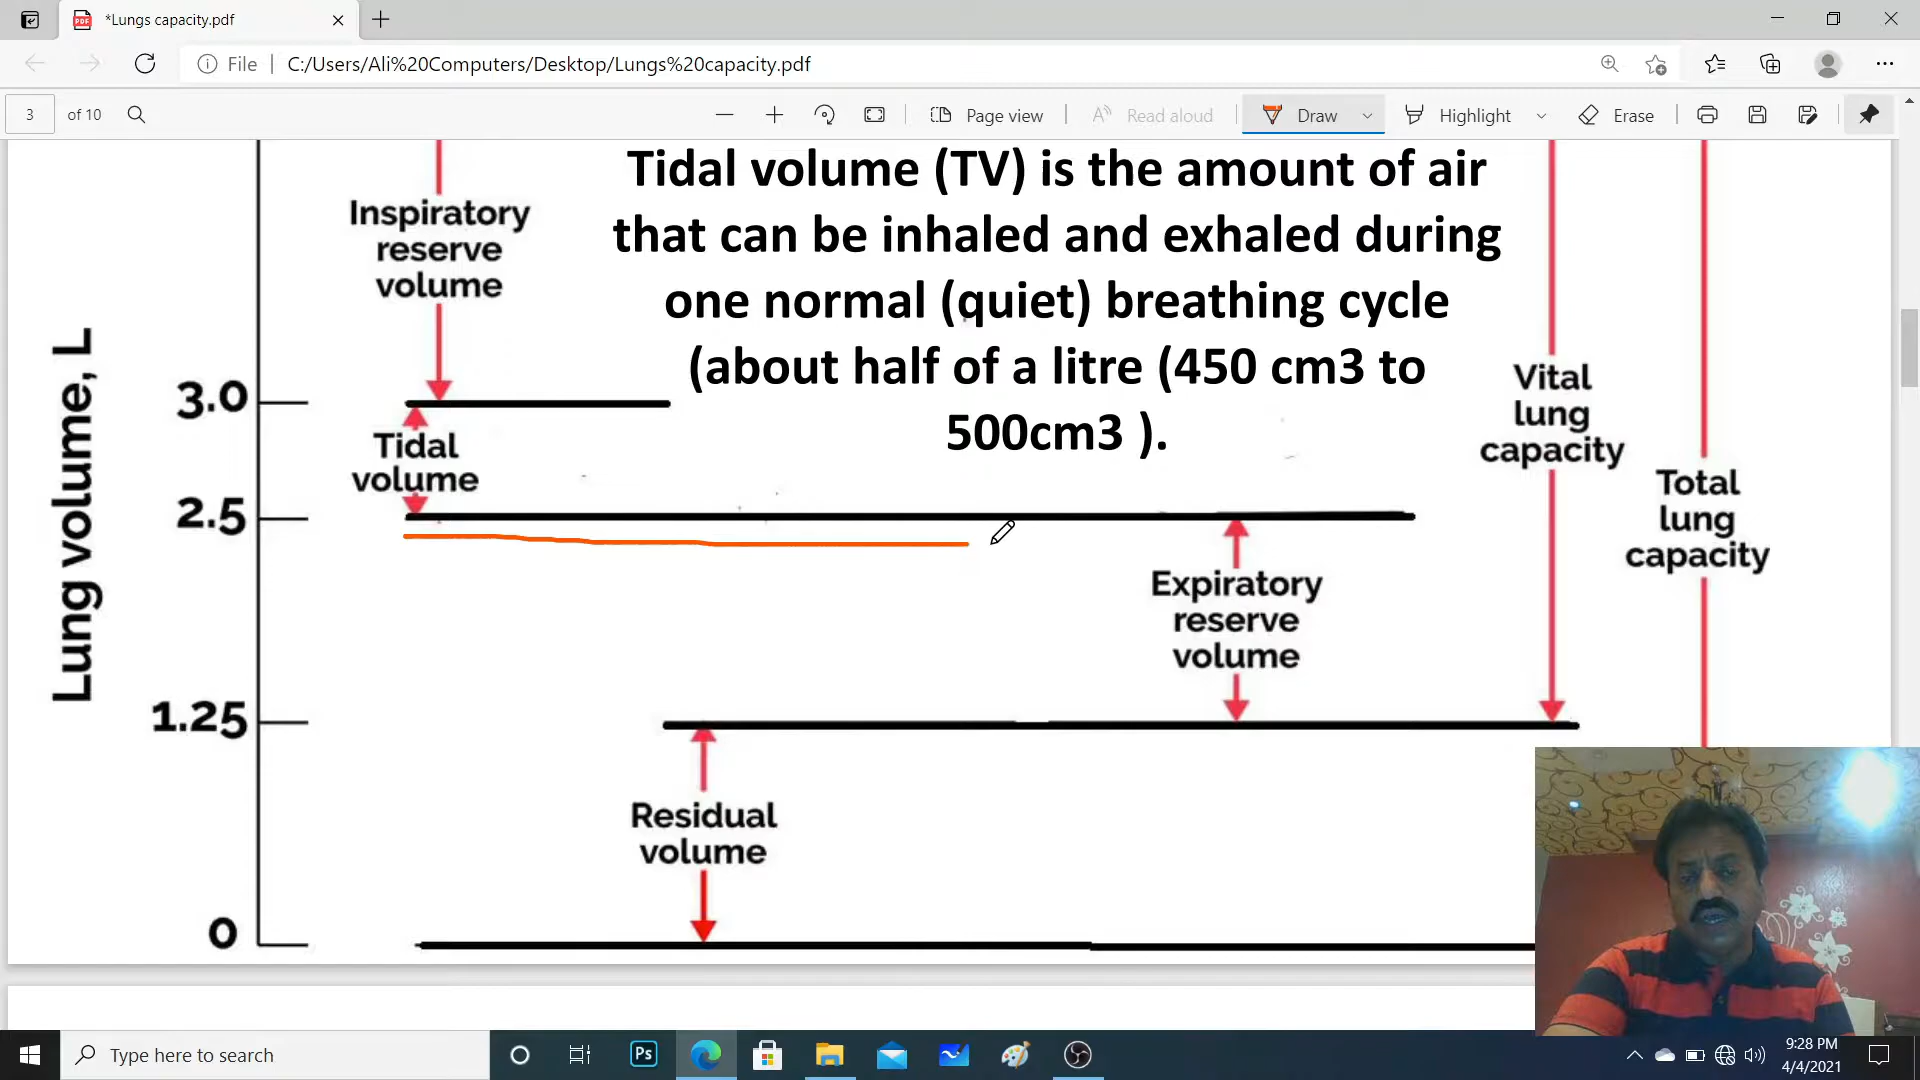 *Lungs capacity.pdf
File
C:/Users/Ali%20Computers/Desktop/Lungs%20capacity.pdf
3 of 10
Page view
Read aloud
Draw
Highlight
Erase
Tidal volume (TV) is the amount of air
that can be inhaled and exhaled during
one normal (quiet) breathing cycle
(about half of a litre (450 cm3 to
500cm3 ).
Inspiratory
reserve
volume
Lung volume, L
3.0
Tidal
volume
2.5
1.25
0
Vital
lung
capacity
Total
lung
capacity
Expiratory
reserve
volume
Residual
volume
Type here to search
Ps
9:28 PM
4/4/2021